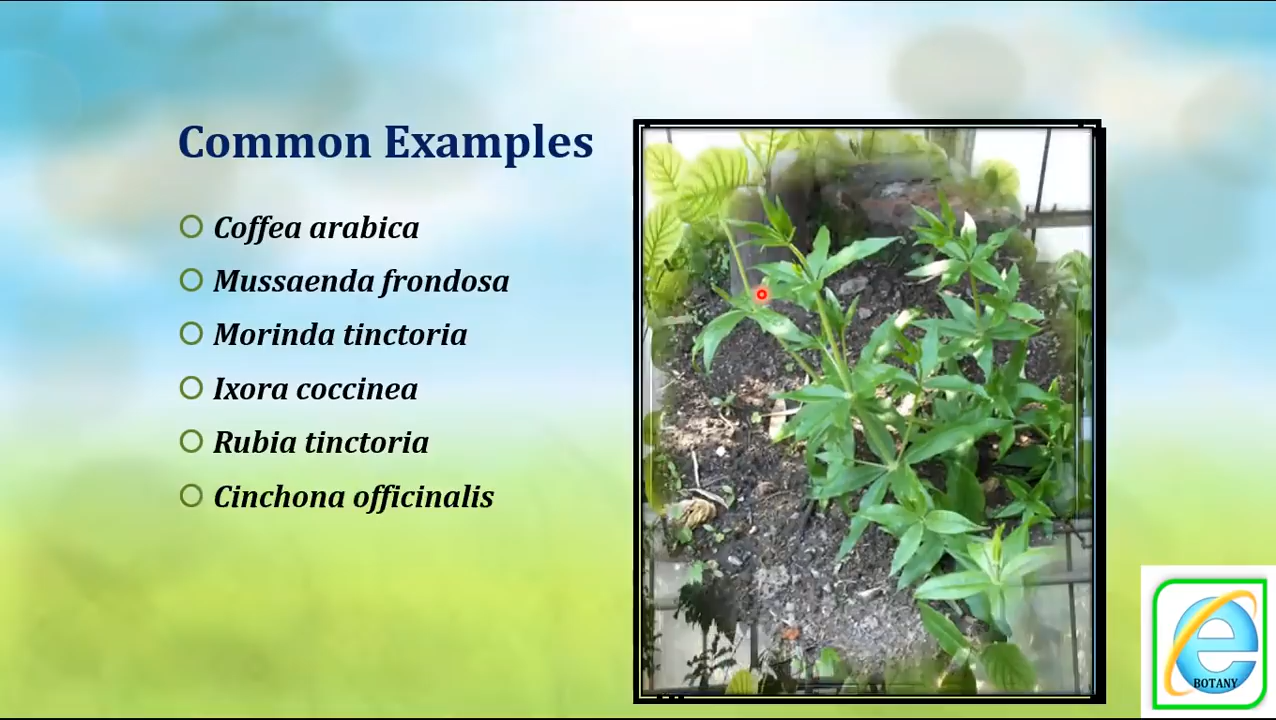 Common Examples
Coffea arabica
Mussaenda frondosa
Morinda tinctoria
Ixora coccinea
Rubia tinctoria
Cinchona officinalis
e
BOTANY